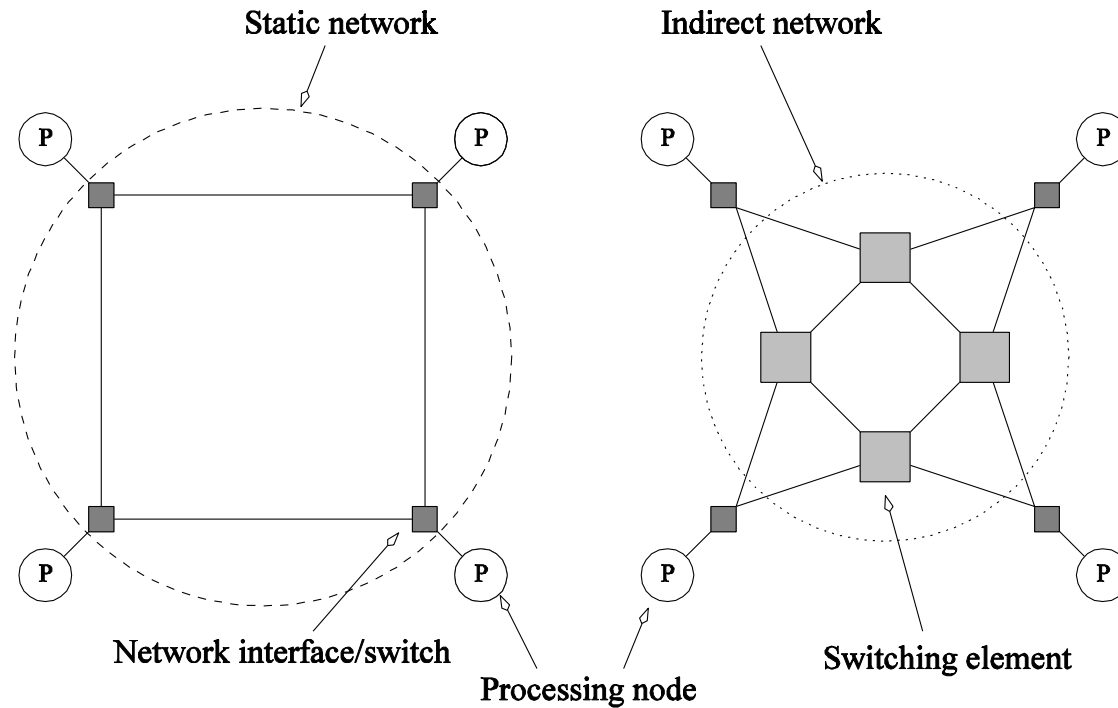 Static network
Indirect network
P
P
P
P
P
P
P
P
Network interface/switch
Switching element
Processing node